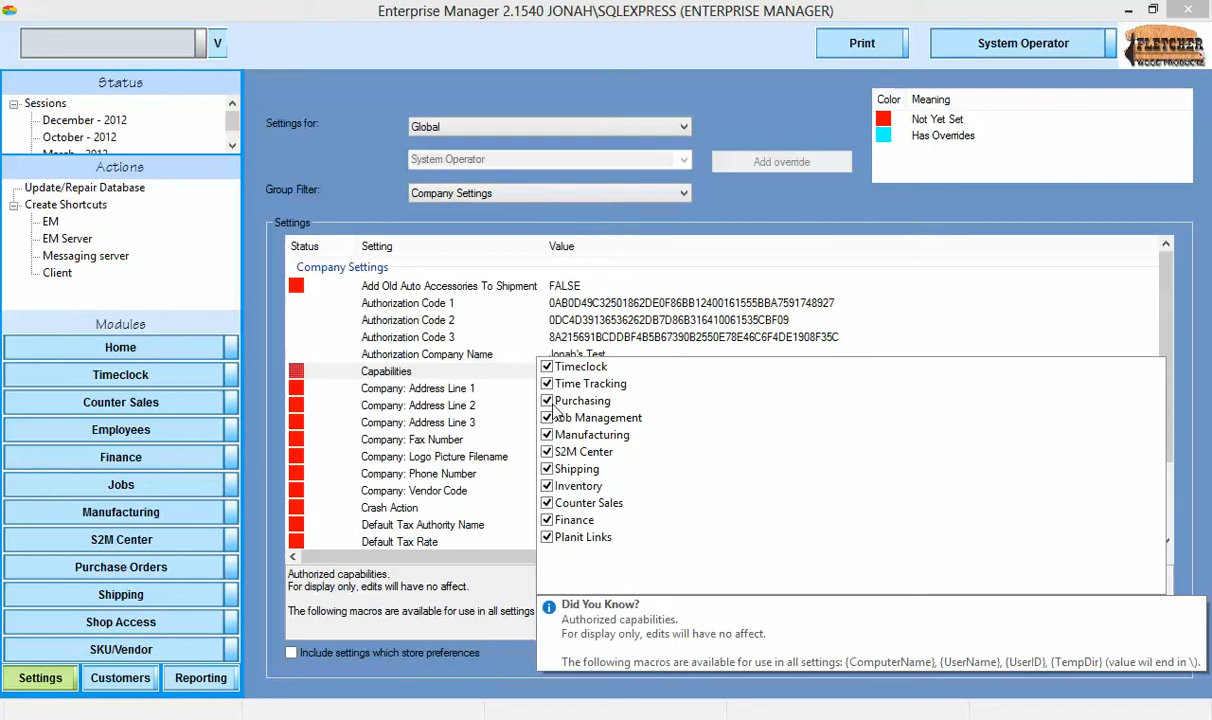 Enterprise Manager 2.1540 JONAH\SQLEXPRESS (ENTERPRISE MANAGER)
V
Print
System Operator
FLETCHER
WOOD PRODUCTS
Status
Sessions
December - 2012
October - 2012
March - 2012
Actions
Update/Repair Database
Create Shortcuts
EM
EM Server
Messaging server
Client
Modules
Home
Timeclock
Counter Sales
Employees
Finance
Jobs
Manufacturing
S2M Center
Purchase Orders
Shipping
Shop Access
SKU/Vendor
Settings
Customers
Reporting
Settings for:
Global
System Operator
Add override
Group Filter:
Company Settings
Color
Meaning
Not Yet Set
Has Overrides
Settings
Status
Setting
Value
Company Settings
Add Old Auto Accessories To Shipment
FALSE
Authorization Code 1
0AB0D49C32501862DE0F86BB12400161555BBA7591748927
Authorization Code 2
0DC4D39136536262DB7D86B316410061535CBF09
Authorization Code 3
8A215691BCDDBF4B5B67390B2550E78E46C6F4DE1908F35C
Authorization Company Name
Jonah's Test
Capabilities
Company: Address Line 1
Company: Address Line 2
Company: Address Line 3
Company: Fax Number
Company: Logo Picture Filename
Company: Phone Number
Company: Vendor Code
Crash Action
Default Tax Authority Name
Default Tax Rate
Timeclock
Time Tracking
Purchasing
Job Management
Manufacturing
S2M Center
Shipping
Inventory
Counter Sales
Finance
Planit Links
Authorized capabilities.
For display only, edits will have no affect.
The following macros are available for use in all settings
Did You Know?
Authorized capabilities.
For display only, edits will have no affect.
The following macros are available for use in all settings: {ComputerName}, {UserName}, {UserID}, {TempDir} (value will end in \).
Include settings which store preferences